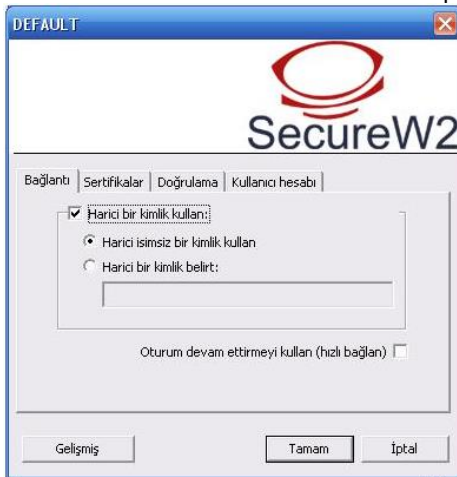 DEFAULT
SecureW2
Bağlantı Sertifikalar Doğrulama Kullanıcı hesabı
Harici bir kimlik kullan:
Harici isimsiz bir kimlik kullan
Harici bir kimlik belirt:
Oturum devam ettirmeyi kullan (hızlı bağlan)
Gelişmiş Tamam İptal